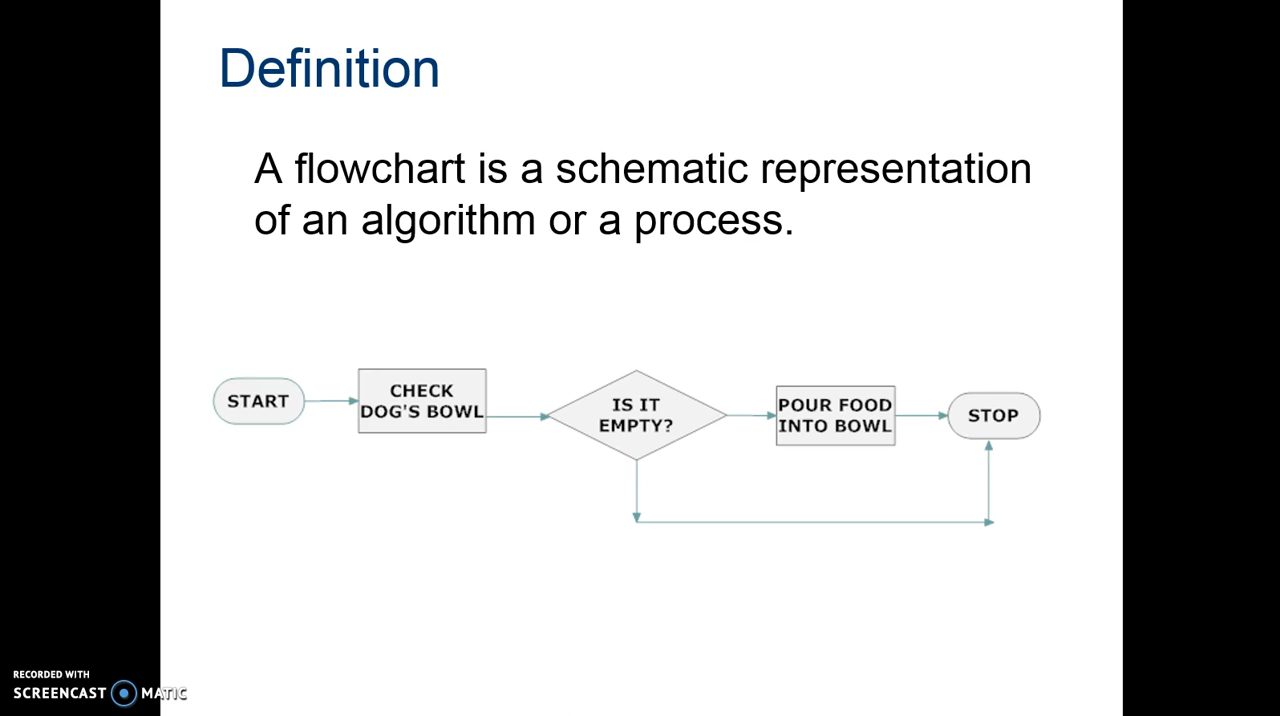 Definition
A flowchart is a schematic representation
of an algorithm or a process.
START
CHECK
DOG'S BOWL
IS IT
EMPTY?
POUR FOOD
INTO BOWL
STOP
RECORDED WITH
SCREENCAST MATIC